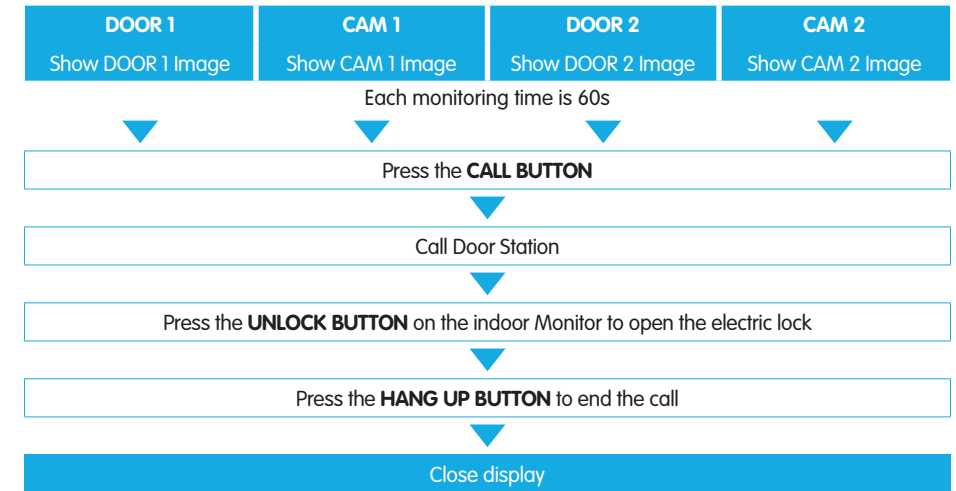 DOOR 1 CAM 1 DOOR 2 CAM 2
Show DOOR 1 Image Show CAM 1 Image Show DOOR 2 Image Show CAM 2 Image
Each monitoring time is 60s
Press the CALL BUTTON
Call Door Station
Press the UNLOCK BUTTON on the indoor Monitor to open the electric lock
Press the HANG UP BUTTON to end the call
Close display